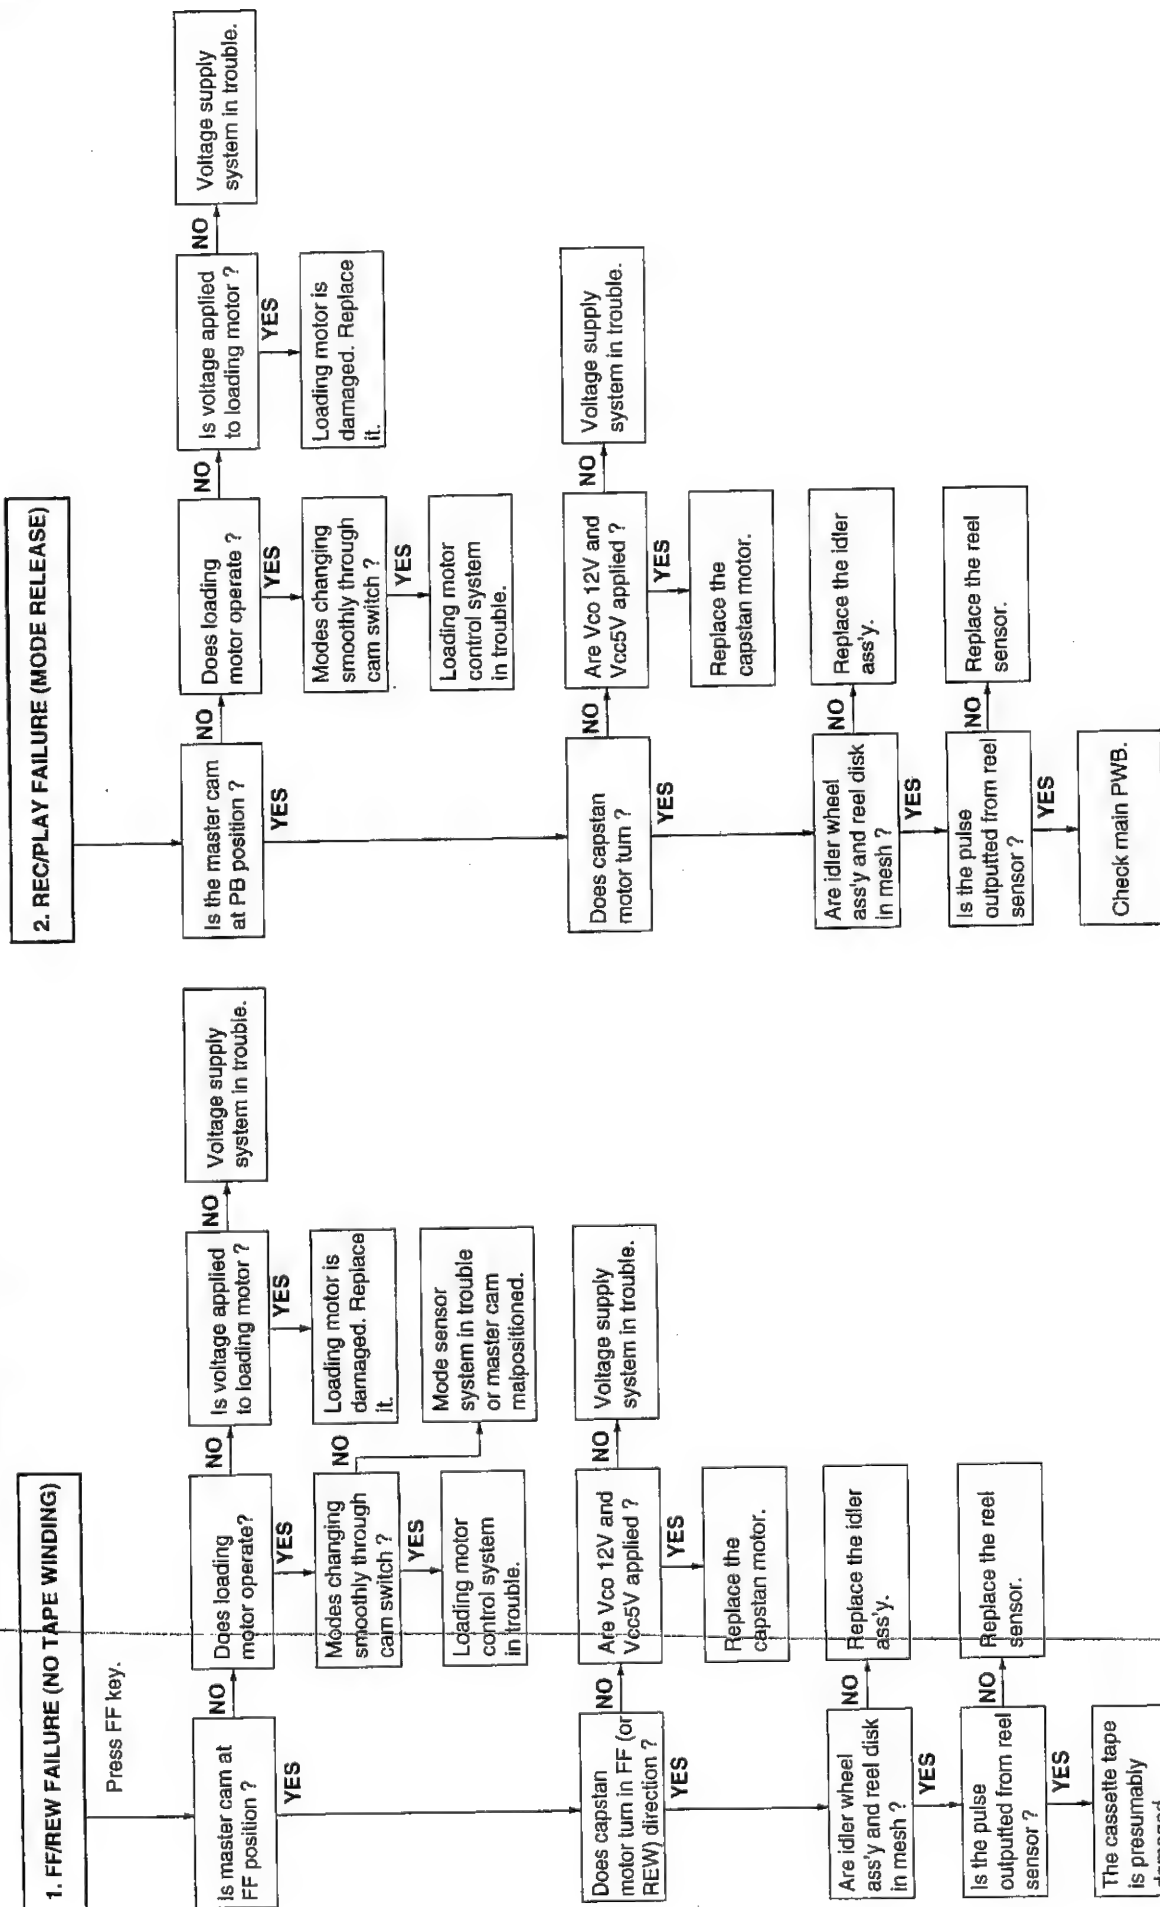 1. FF/REW FAILURE (NO TAPE WINDING)
Press FF key.
Is master cam at
FF position ?
NO
Does loading
motor operate?
NO
Is voltage applied
to loading motor ?
NO
Voltage supply
system in trouble.
YES
YES
YES
Modes changing
smoothly through
cam switch ?
NO
Loading motor is
damaged. Replace
it.
YES
Loading motor
control system
in trouble.
Mode sensor
system in trouble
or master cam
malpositioned.
Does capstan
motor turn in FF (or
REW) direction ?
NO
Are Vco 12V and
Vcc5V applied ?
NO
Voltage supply
system in trouble.
YES
YES
Replace the
capstan motor.
Are idler wheel
ass'y and reel disk
in mesh ?
NO
Replace the idler
ass'y.
YES
Is the pulse
outputted from reel
sensor ?
NO
Replace the reel
sensor.
YES
The cassette tape
is presumably
damaged
2. REC/PLAY FAILURE (MODE RELEASE)
Is the master cam
at PB position ?
NO
Does loading
motor operate ?
NO
Is voltage applied
to loading motor ?
NO
Voltage supply
system in trouble.
YES
YES
YES
Modes changing
smoothly through
cam switch ?
Loading motor is
damaged. Replace
it.
YES
Loading motor
control system
in trouble.
Does capstan
motor turn ?
NO
Are Vco 12V and
Vcc5V applied ?
NO
Voltage supply
system in trouble.
YES
YES
Replace the
capstan motor.
Are idler wheel
ass'y and reel disk
in mesh ?
NO
Replace the idler
ass'y.
YES
Is the pulse
outputted from reel
sensor ?
NO
Replace the reel
sensor.
YES
Check main PWB.